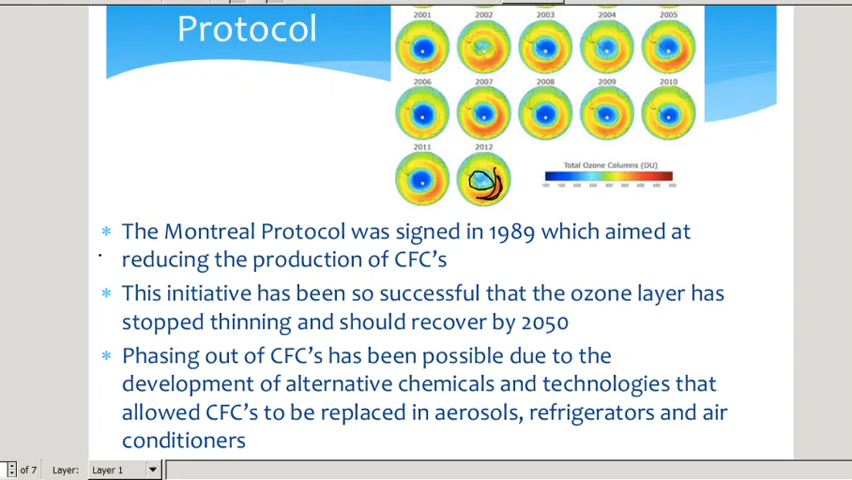 Protocol
2001 2002 2003 2004 2005
2006 2007 2008 2009 2010
2011 2012
Total Ozone Columns (DU)
* The Montreal Protocol was signed in 1989 which aimed at
reducing the production of CFC's
* This initiative has been so successful that the ozone layer has
stopped thinning and should recover by 2050
* Phasing out of CFC's has been possible due to the
development of alternative chemicals and technologies that
allowed CFC's to be replaced in aerosols, refrigerators and air
conditioners
of 7 Layer: Layer 1